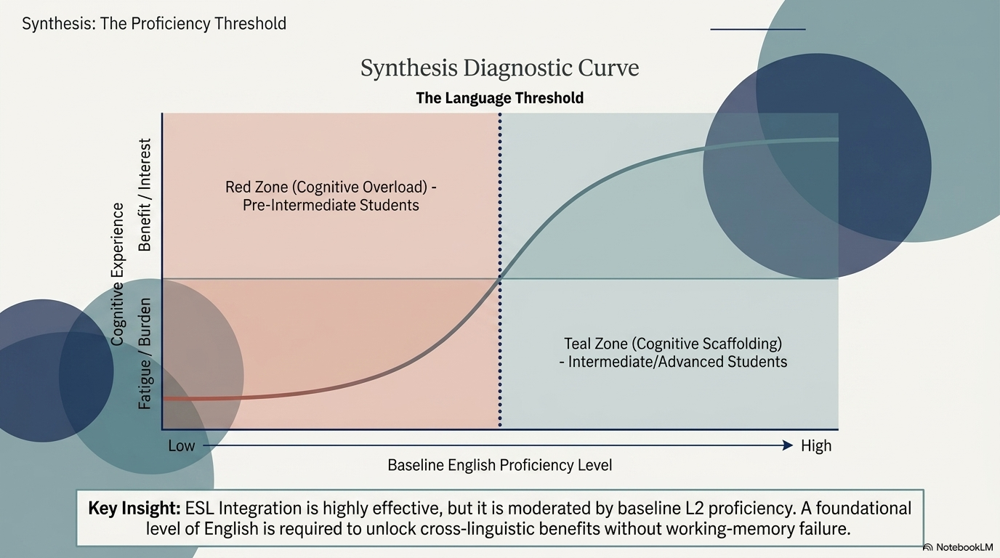 Synthesis: The Proficiency Threshold
Synthesis Diagnostic Curve
The Language Threshold
Cognitive Experience
Benefit / Interest
Fatigue / Burden
Red Zone (Cognitive Overload) -
Pre-Intermediate Students
Teal Zone (Cognitive Scaffolding)
- Intermediate/Advanced Students
Low
High
Baseline English Proficiency Level
Key Insight: ESL Integration is highly effective, but it is moderated by baseline L2 proficiency. A foundational
level of English is required to unlock cross-linguistic benefits without working-memory failure.
NotebookLM